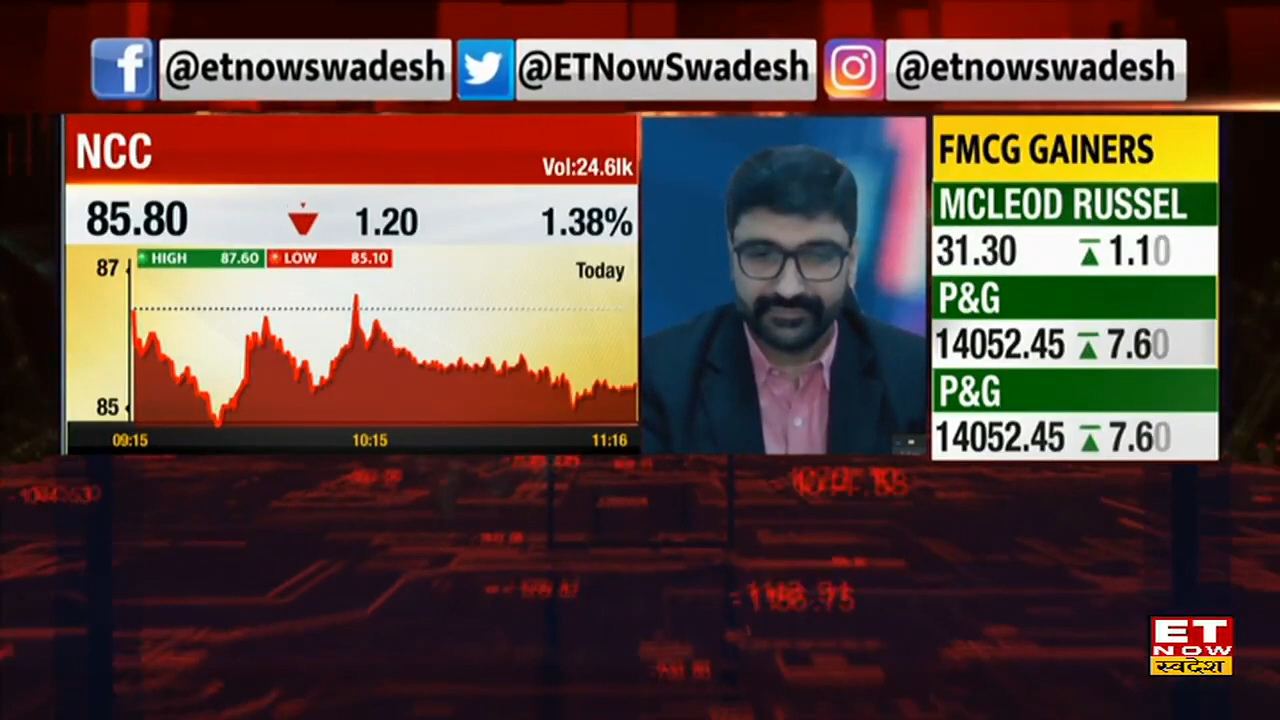 @etnowswadesh @ETNowSwadesh @etnowswadesh
NCC
Vol:24.6lk
85.80 1.20 1.38%
HIGH 87.60 LOW 85.10
Today
87
85
09:15 10:15 11:16
FMCG GAINERS
MCLEOD RUSSEL
31.30 1.10
P&G
14052.45 7.60
P&G
14052.45 7.60
ET
NOW
स्वदेश